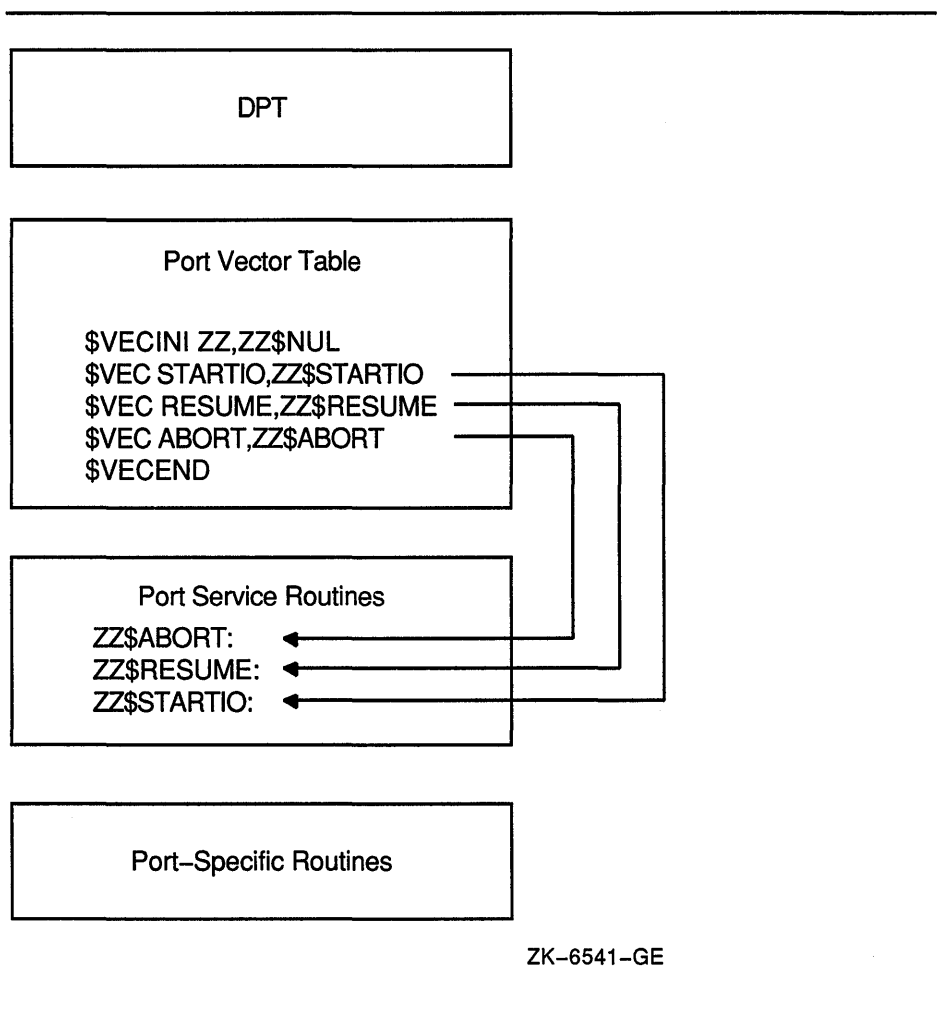 DPT
Port Vector Table
$VECINI ZZ,ZZ$NUL
$VEC STARTIO,ZZ$STARTIO
$VEC RESUME,ZZ$RESUME
$VEC ABORT,ZZ$ABORT
$VECEND
Port Service Routines
ZZ$ABORT:
ZZ$RESUME:
ZZ$STARTIO:
Port–Specific Routines
ZK–6541–GE